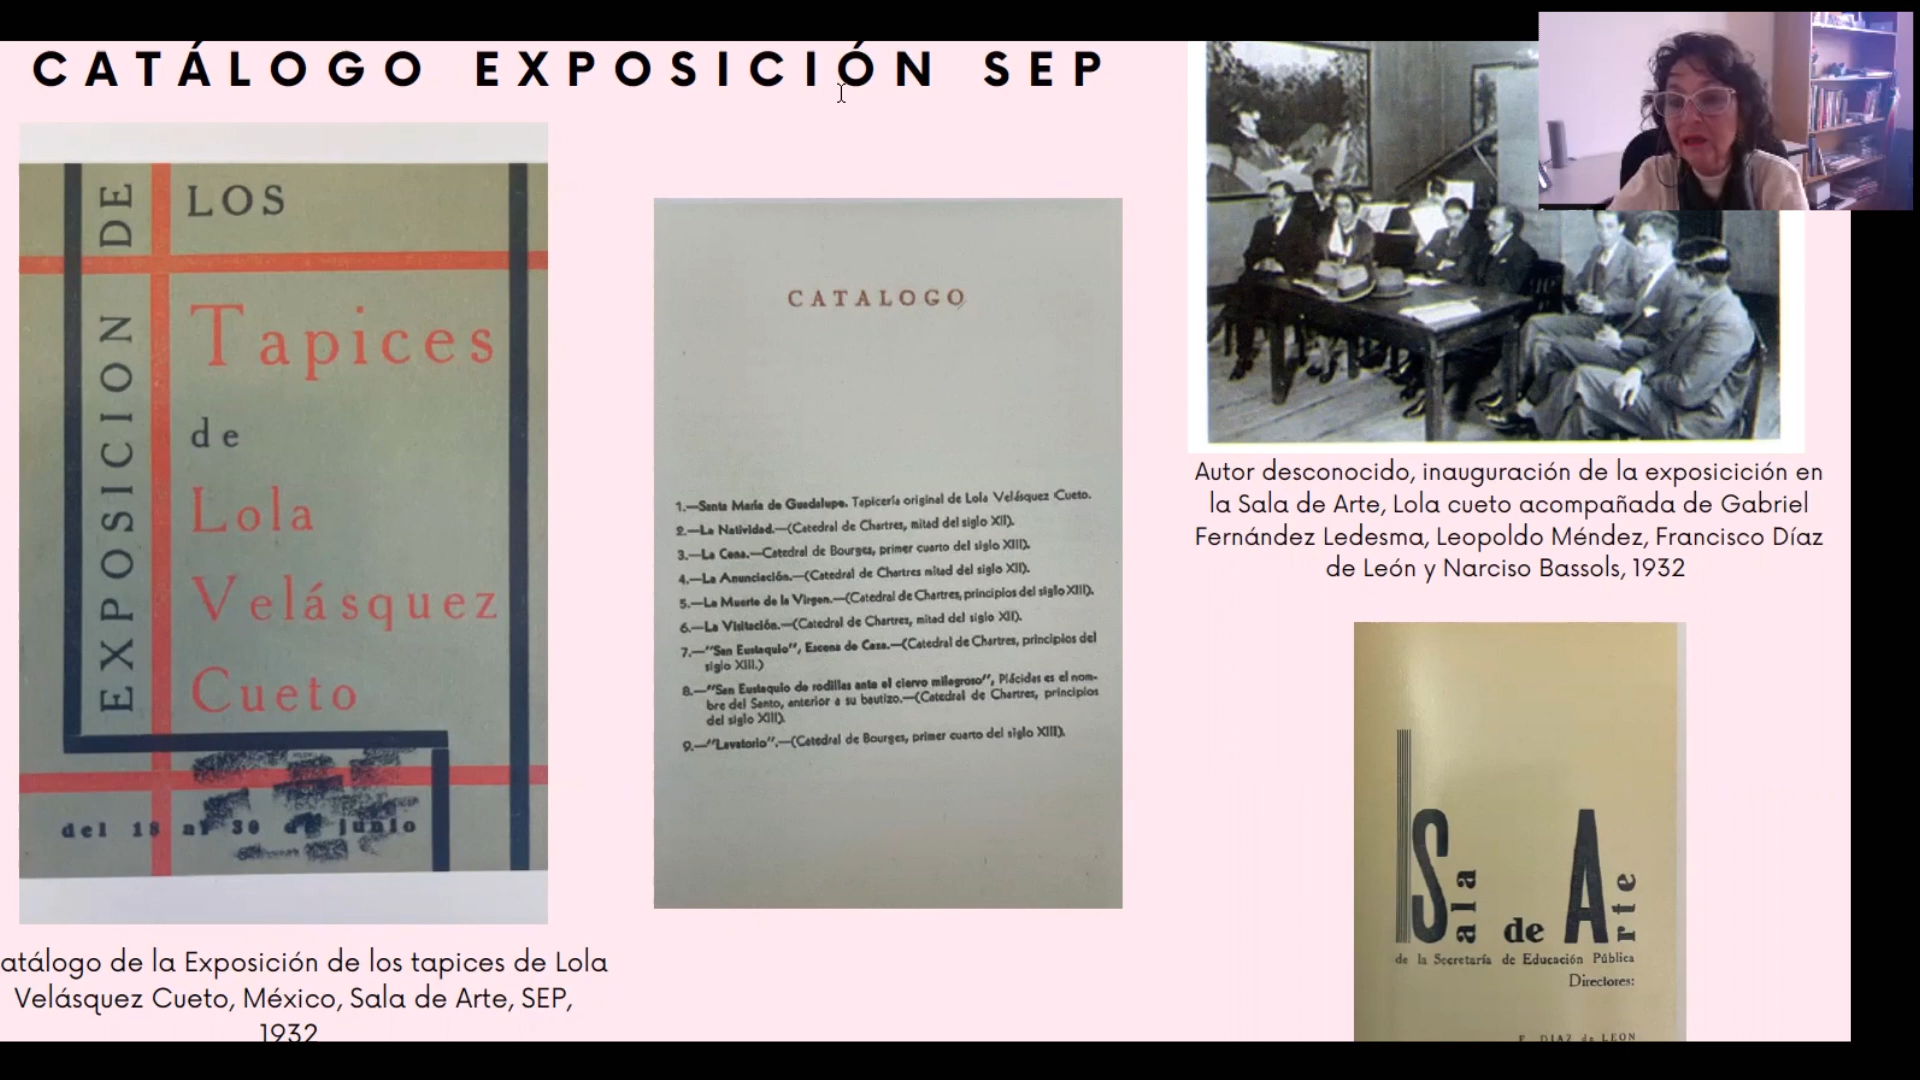 CATÁLOGO EXPOSICIÓN SEP
EXPOSICION DE
LOS
Tapices
de
Lola
Velásquez
Cueto
del 18 al 30 de junio
atálogo de la Exposición de los tapices de Lola
Velásquez Cueto, México, Sala de Arte, SEP,
1932
CATALOGO
1.—Santa María de Guadalupe. Tapicería original de Lola Velásquez Cueto.
2.—La Natividad.—(Catedral de Chartres, mitad del siglo XII).
3.—La Cena.—Catedral de Bourges, primer cuarto del siglo XIII).
4.—La Anunciación.—(Catedral de Chartres mitad del siglo XII).
5.—La Muerte de la Virgen.—(Catedral de Chartres, principios del siglo XIII).
6.—La Visitación.—(Catedral de Chartres, mitad del siglo XII).
7.—"San Eustaquio", Escena de Caza.—(Catedral de Chartres, principios del
siglo XIII.)
8.—"San Eustaquio de rodillas ante el ciervo milagroso", Plácidas es el nom-
bre del Santo, anterior a su bautizo.—(Catedral de Chartres, principios
del siglo XIII).
9.—"Lavatorio".—(Catedral de Bourges, primer cuarto del siglo XIII).
Autor desconocido, inauguración de la exposicición en
la Sala de Arte, Lola cueto acompañada de Gabriel
Fernández Ledesma, Leopoldo Méndez, Francisco Díaz
de León y Narciso Bassols, 1932
Sala de Arte
de la Secretaría de Educación Pública
Directores:
F. DIAZ de LEON